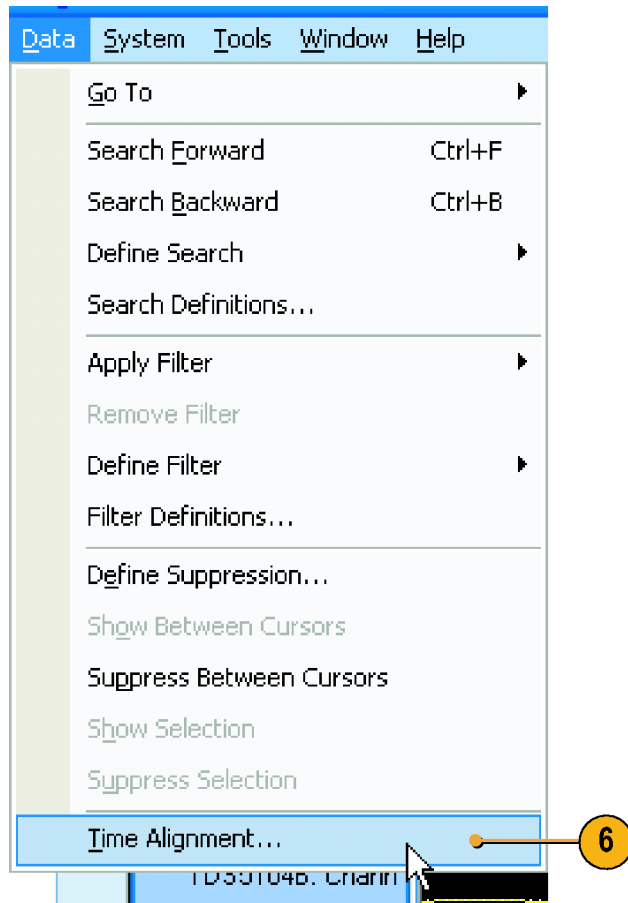 Data System Tools Window Help
Go To
Search Forward Ctrl+F
Search Backward Ctrl+B
Define Search
Search Definitions...
Apply Filter
Remove Filter
Define Filter
Filter Definitions...
Define Suppression...
Show Between Cursors
Suppress Between Cursors
Show Selection
Suppress Selection
Time Alignment...
6